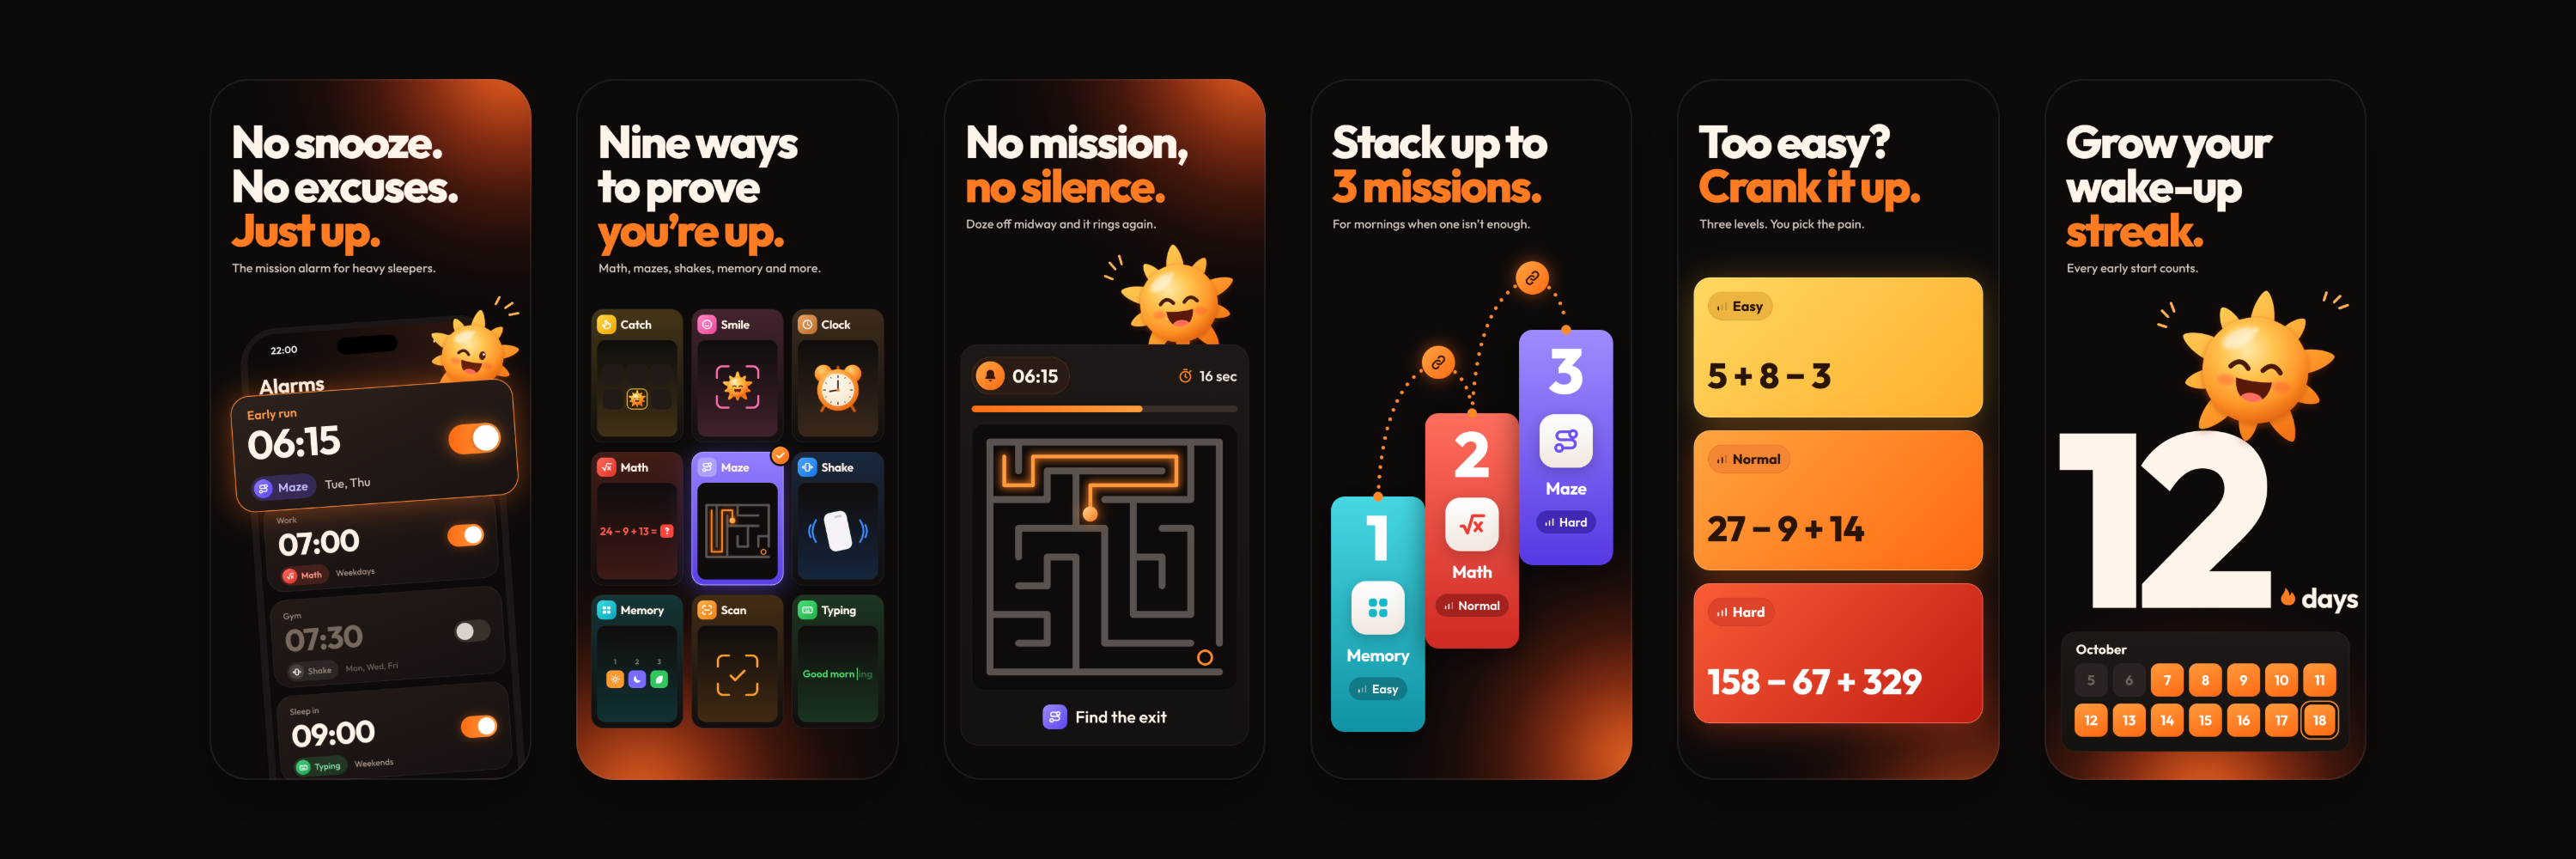 No snooze.
No excuses.
Just up.
The mission alarm for heavy sleepers.
22:00
Alarms
Early run
06:15
Maze
Tue, Thu
Work
07:00
Math
Weekdays
Gym
07:30
Shake
Mon, Wed, Fri
Sleep in
09:00
Typing
Weekends
Nine ways
to prove
you're up.
Math, mazes, shakes, memory and more.
Catch
Smile
Clock
Math
24 – 9 + 13 = ?
Maze
Shake
Memory
1 2 3
Scan
Typing
Good morning
No mission,
no silence.
Doze off midway and it rings again.
06:15
16 sec
Find the exit
Stack up to
3 missions.
For mornings when one isn't enough.
1
Memory
Easy
2
√x
Math
Normal
3
Maze
Hard
Too easy?
Crank it up.
Three levels. You pick the pain.
Easy
5 + 8 – 3
Normal
27 – 9 + 14
Hard
158 – 67 + 329
Grow your
wake-up
streak.
Every early start counts.
12
days
October
5 6 7 8 9 10 11
12 13 14 15 16 17 18